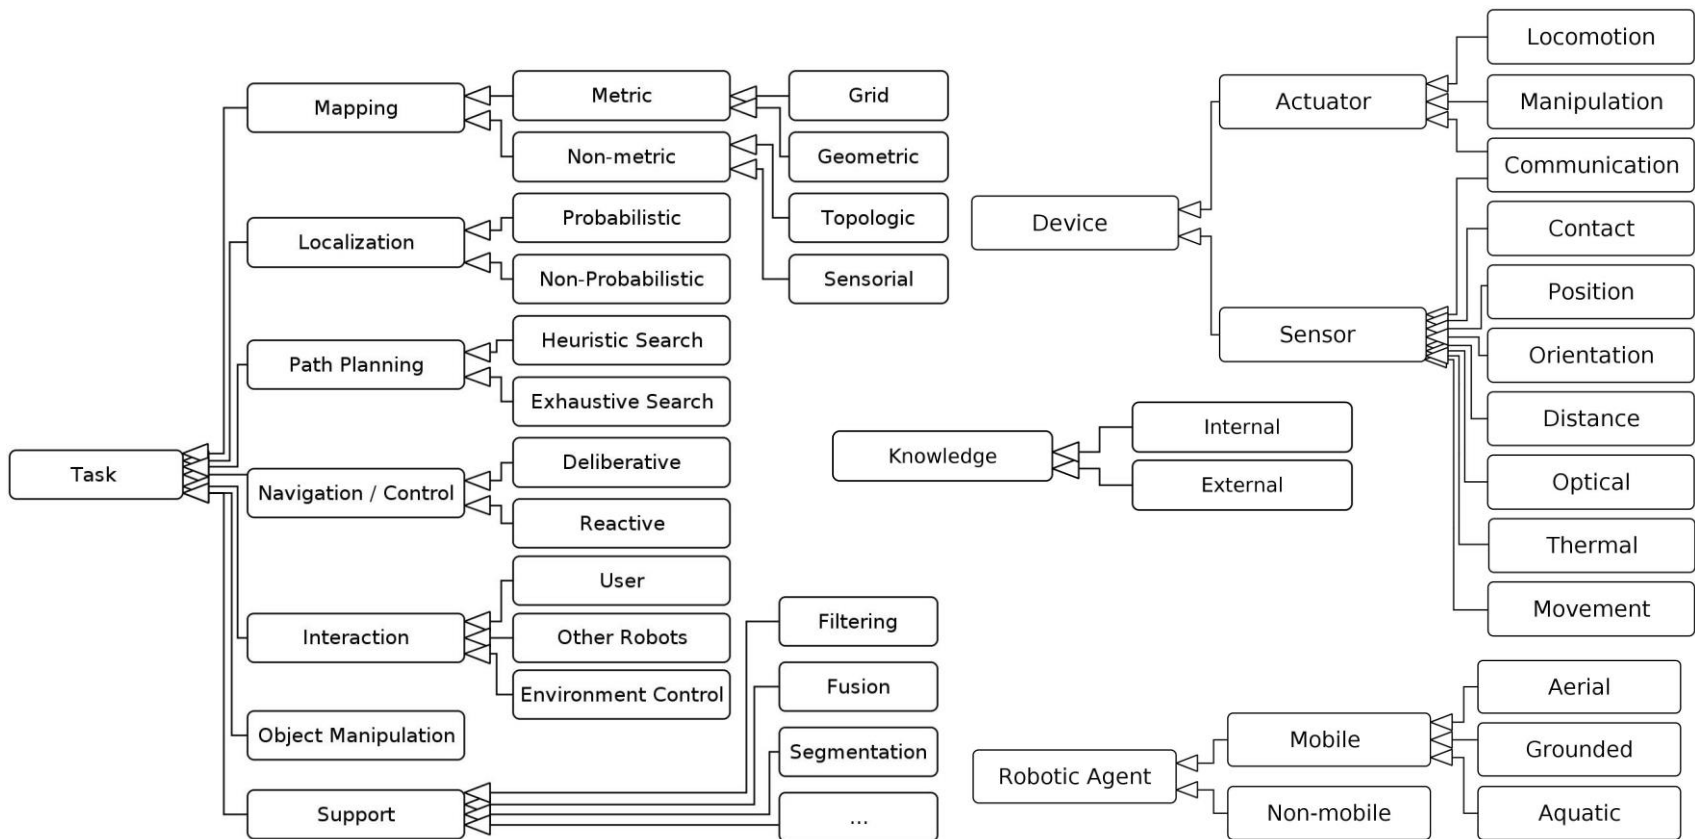 Task
Mapping
Metric
Grid
Geometric
Non-metric
Topologic
Sensorial
Localization
Probabilistic
Non-Probabilistic
Path Planning
Heuristic Search
Exhaustive Search
Navigation / Control
Deliberative
Reactive
Interaction
User
Other Robots
Environment Control
Object Manipulation
Support
Filtering
Fusion
Segmentation
...
Device
Actuator
Locomotion
Manipulation
Communication
Sensor
Contact
Position
Orientation
Distance
Optical
Thermal
Movement
Knowledge
Internal
External
Robotic Agent
Mobile
Aerial
Grounded
Aquatic
Non-mobile